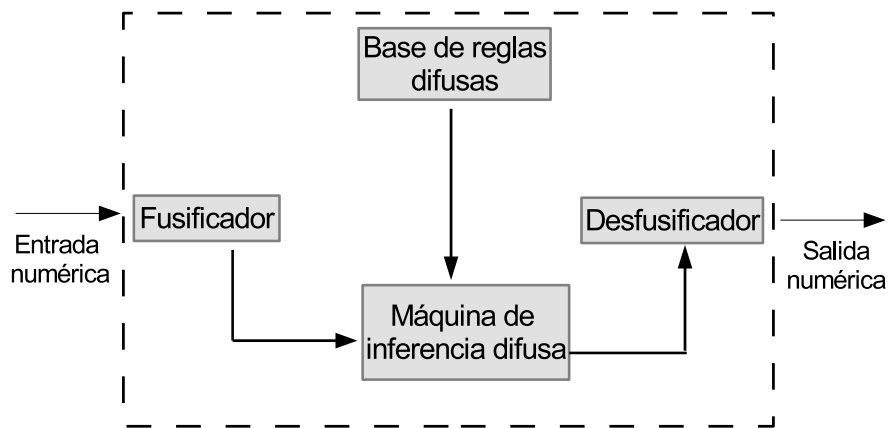 Base de reglas
difusas
Fusificador
Desfusificador
Entrada
numérica
Salida
numérica
Máquina de
inferencia difusa